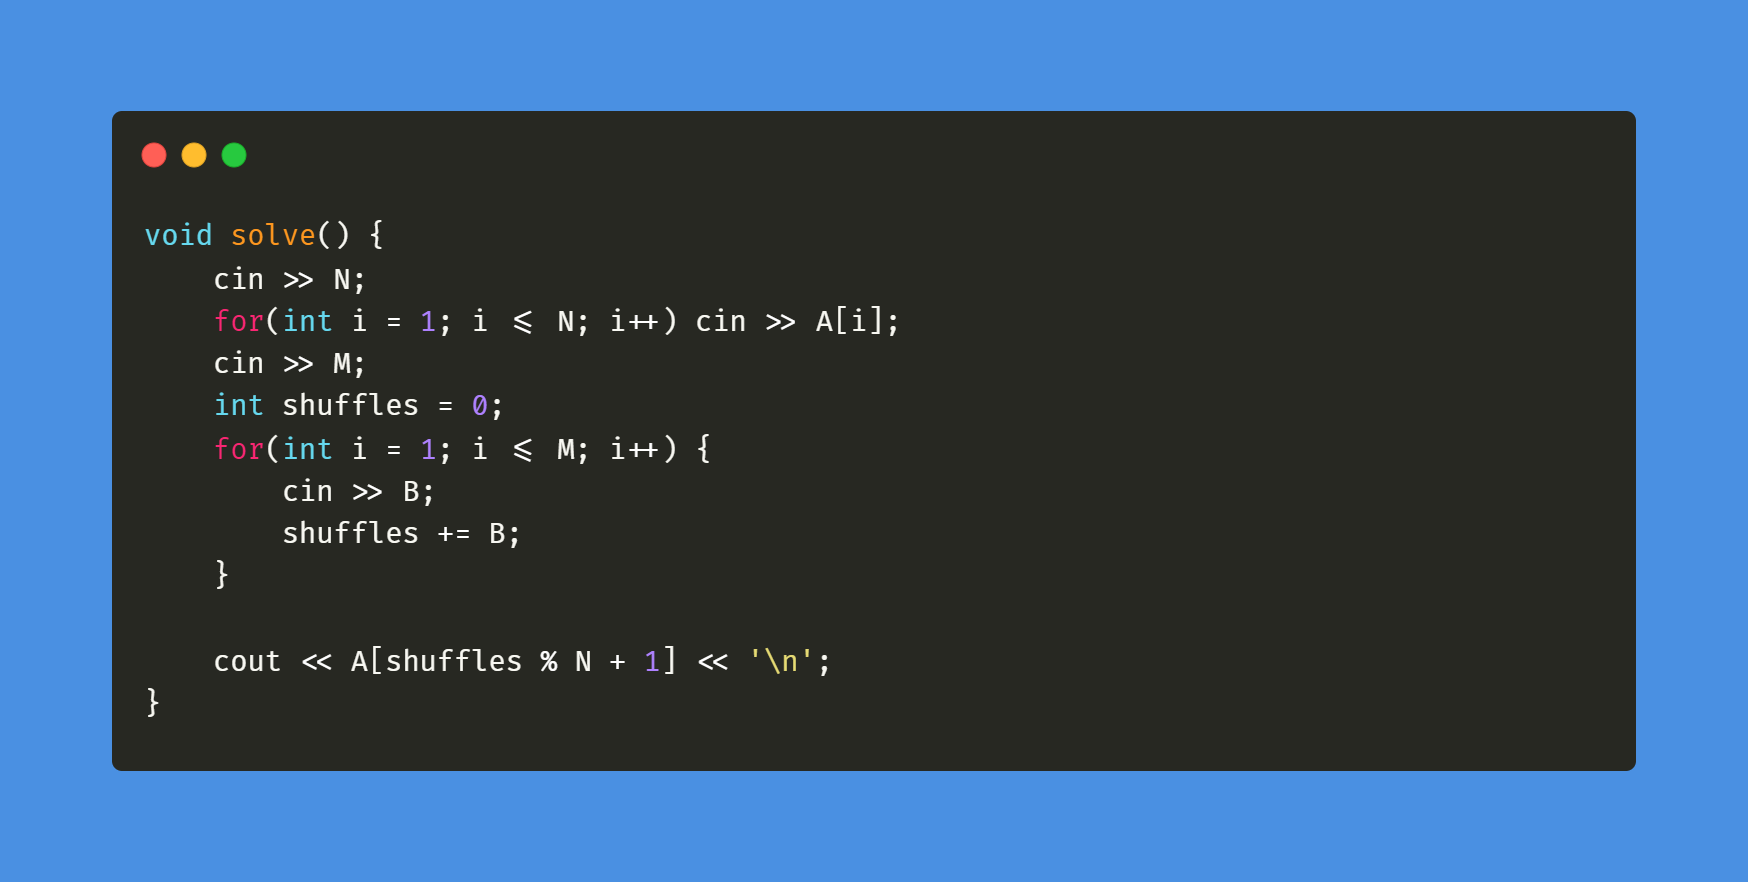 void solve() {
    cin >> N;
    for(int i = 1; i <= N; i++) cin >> A[i];
    cin >> M;
    int shuffles = 0;
    for(int i = 1; i <= M; i++) {
        cin >> B;
        shuffles += B;
    }

    cout << A[shuffles % N + 1] << '\n';
}